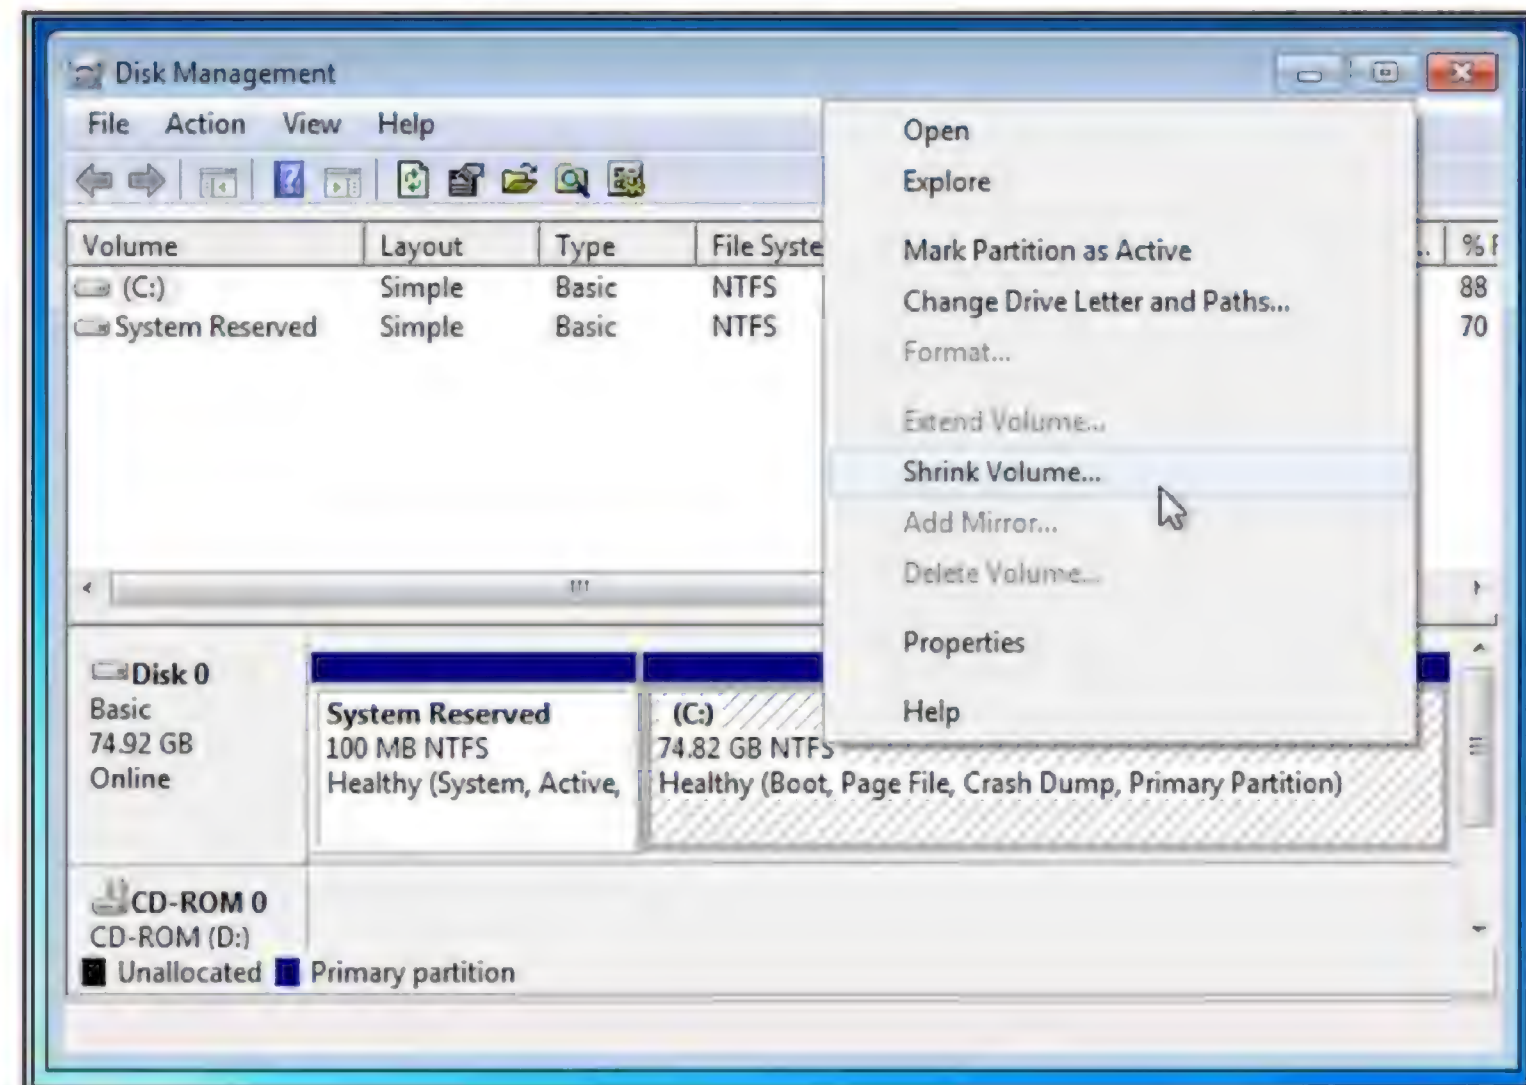 Disk Management
File Action View Help
Volume Layout Type File Syste % F
(C:) Simple Basic NTFS 88
System Reserved Simple Basic NTFS 70
Open
Explore
Mark Partition as Active
Change Drive Letter and Paths...
Format...
Extend Volume...
Shrink Volume...
Add Mirror...
Delete Volume...
Properties
Help
Disk 0
Basic
74.92 GB
Online
System Reserved
100 MB NTFS
Healthy (System, Active,
(C:)
74.82 GB NTFS
Healthy (Boot, Page File, Crash Dump, Primary Partition)
CD-ROM 0
CD-ROM (D:)
Unallocated Primary partition